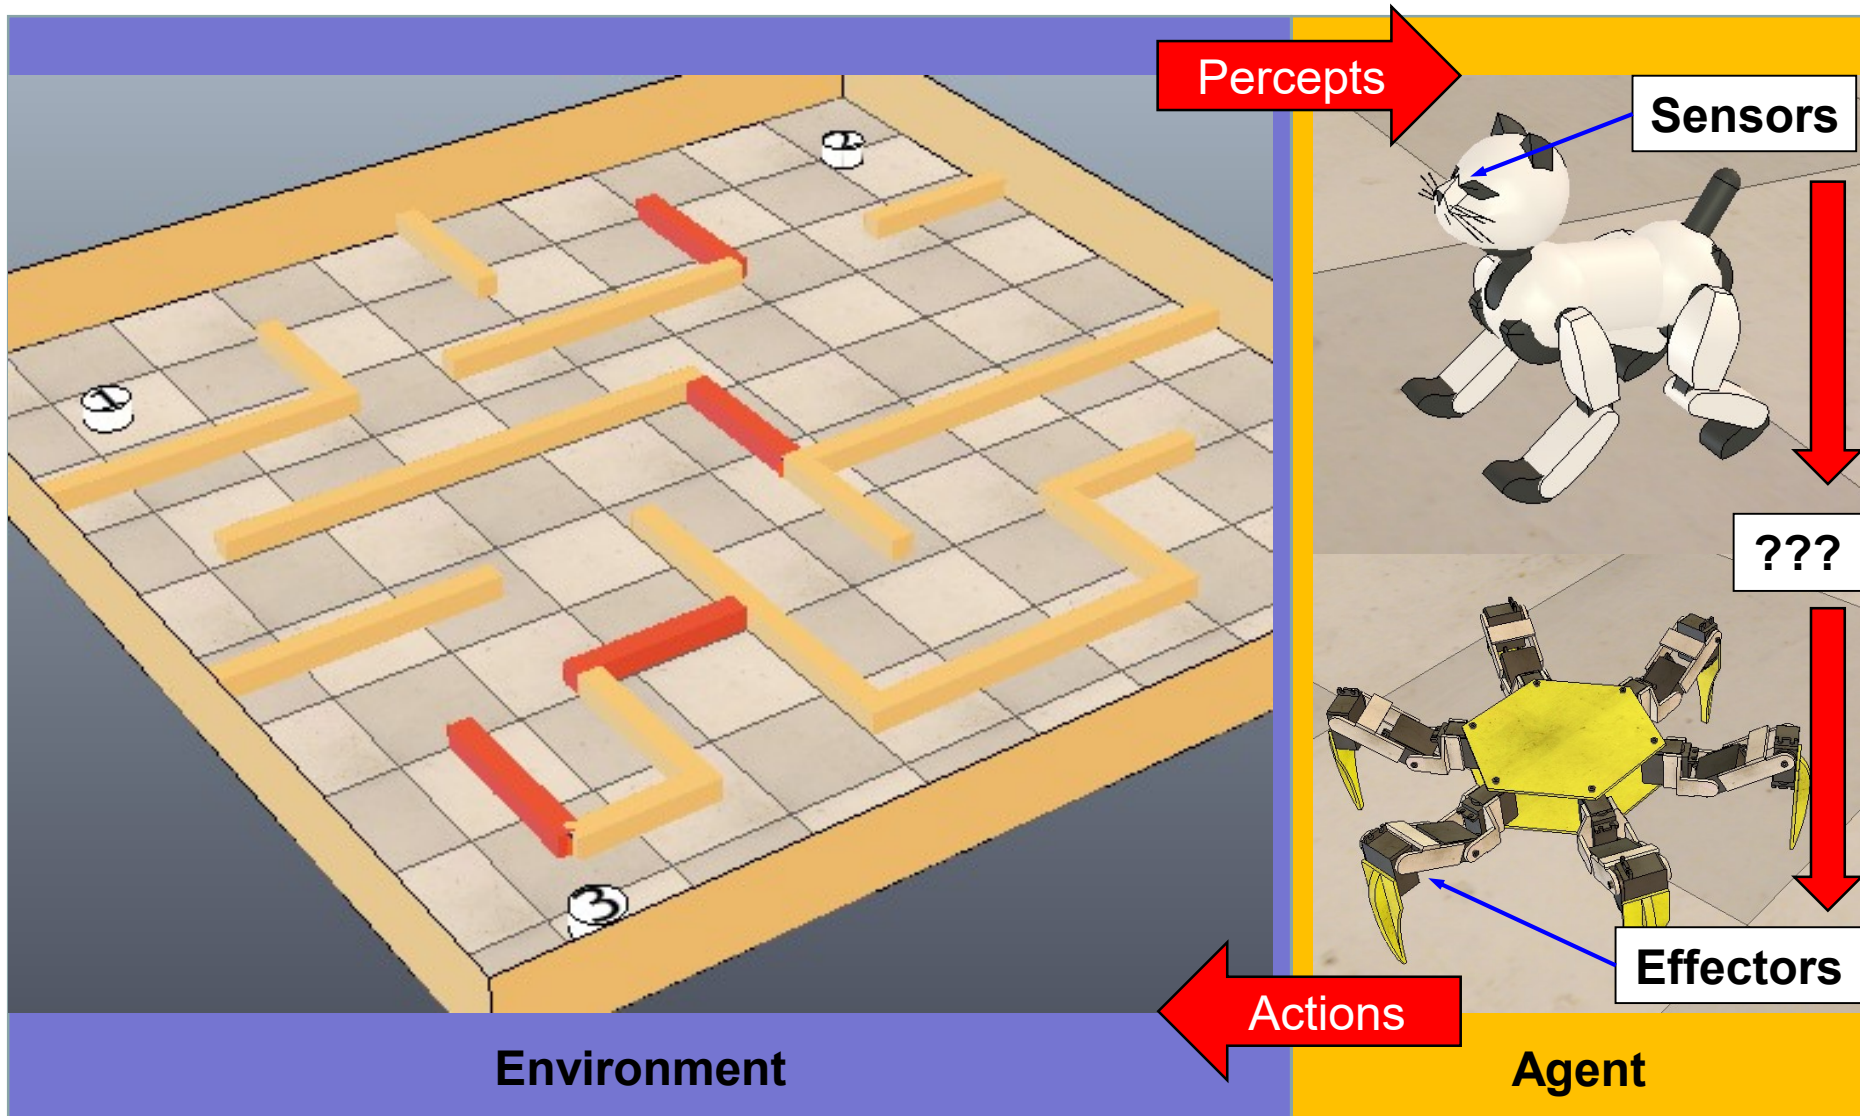 Percepts
Sensors
2
1
???
3
Effectors
Actions
Environment
Agent